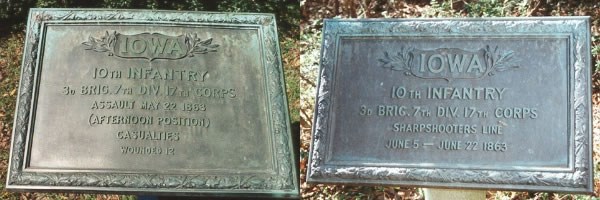 IOWA
10TH INFANTRY
3D BRIG. 7TH DIV. 17TH CORPS
ASSAULT MAY 22 1863
(AFTERNOON POSITION)
CASUALTIES
WOUNDED 12
IOWA
10TH INFANTRY
3D BRIG. 7TH DIV. 17TH CORPS
SHARPSHOOTERS LINE
JUNE 5 — JUNE 22 1863